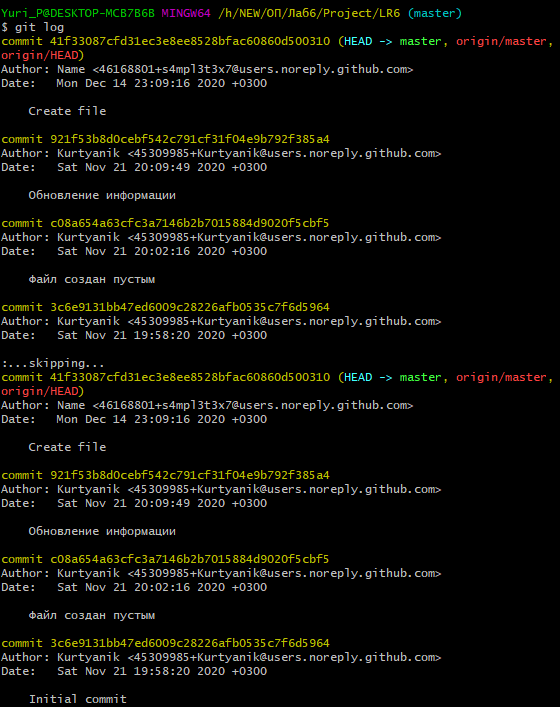 Yuri_P@DESKTOP-MCB7B6B MINGW64 /h/NEW/ОП/Лаб6/Project/LR6 (master)
$ git log
commit 41f33087cfd31ec3e8ee8528bfac60860d500310 (HEAD -> master, origin/master,
origin/HEAD)
Author: Name <46168801+s4mpl3t3x7@users.noreply.github.com>
Date:   Mon Dec 14 23:09:16 2020 +0300

    Create file

commit 921f53b8d0cebf542c791cf31f04e9b792f385a4
Author: Kurtyanik <45309985+Kurtyanik@users.noreply.github.com>
Date:   Sat Nov 21 20:09:49 2020 +0300

    Обновление информации

commit c08a654a63cfc3a7146b2b7015884d9020f5cbf5
Author: Kurtyanik <45309985+Kurtyanik@users.noreply.github.com>
Date:   Sat Nov 21 20:02:16 2020 +0300

    Файл создан пустым

commit 3c6e9131bb47ed6009c28226afb0535c7f6d5964
Author: Kurtyanik <45309985+Kurtyanik@users.noreply.github.com>
Date:   Sat Nov 21 19:58:20 2020 +0300

:...skipping...
commit 41f33087cfd31ec3e8ee8528bfac60860d500310 (HEAD -> master, origin/master,
origin/HEAD)
Author: Name <46168801+s4mpl3t3x7@users.noreply.github.com>
Date:   Mon Dec 14 23:09:16 2020 +0300

    Create file

commit 921f53b8d0cebf542c791cf31f04e9b792f385a4
Author: Kurtyanik <45309985+Kurtyanik@users.noreply.github.com>
Date:   Sat Nov 21 20:09:49 2020 +0300

    Обновление информации

commit c08a654a63cfc3a7146b2b7015884d9020f5cbf5
Author: Kurtyanik <45309985+Kurtyanik@users.noreply.github.com>
Date:   Sat Nov 21 20:02:16 2020 +0300

    Файл создан пустым

commit 3c6e9131bb47ed6009c28226afb0535c7f6d5964
Author: Kurtyanik <45309985+Kurtyanik@users.noreply.github.com>
Date:   Sat Nov 21 19:58:20 2020 +0300

    Initial commit